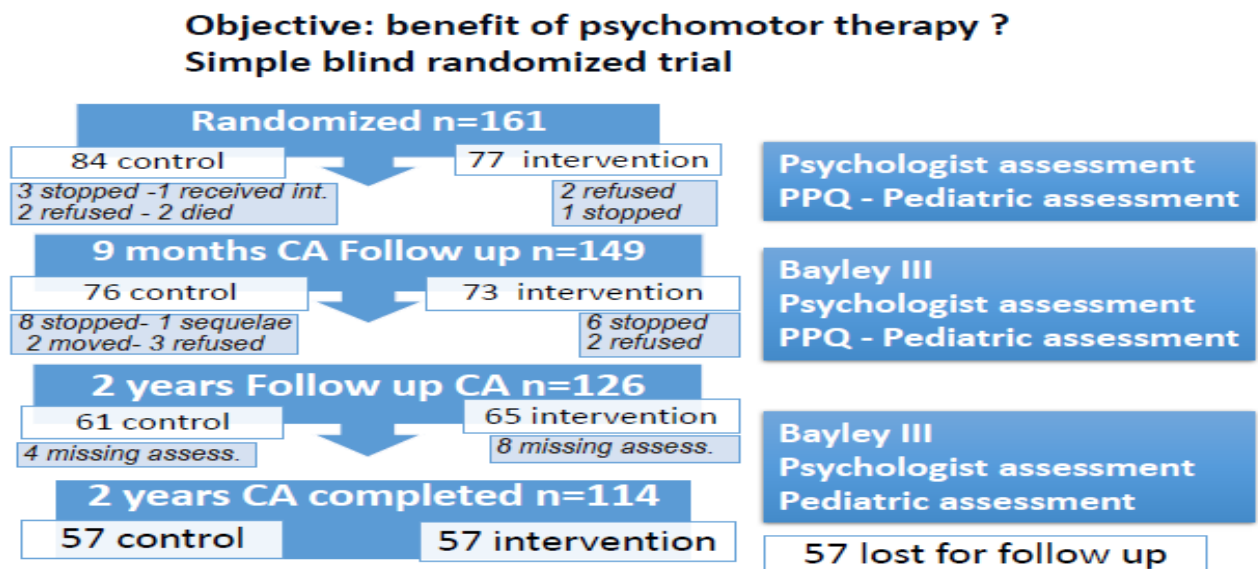 Objective: benefit of psychomotor therapy ?
Simple blind randomized trial
Randomized n=161
84 control
77 intervention
3 stopped -1 received int.
2 refused - 2 died
2 refused
1 stopped
Psychologist assessment
PPQ - Pediatric assessment
9 months CA Follow up n=149
76 control
73 intervention
8 stopped- 1 sequelae
2 moved- 3 refused
6 stopped
2 refused
Bayley III
Psychologist assessment
PPQ - Pediatric assessment
2 years Follow up CA n=126
61 control
65 intervention
4 missing assess.
8 missing assess.
Bayley III
Psychologist assessment
Pediatric assessment
2 years CA completed n=114
57 control
57 intervention
57 lost for follow up